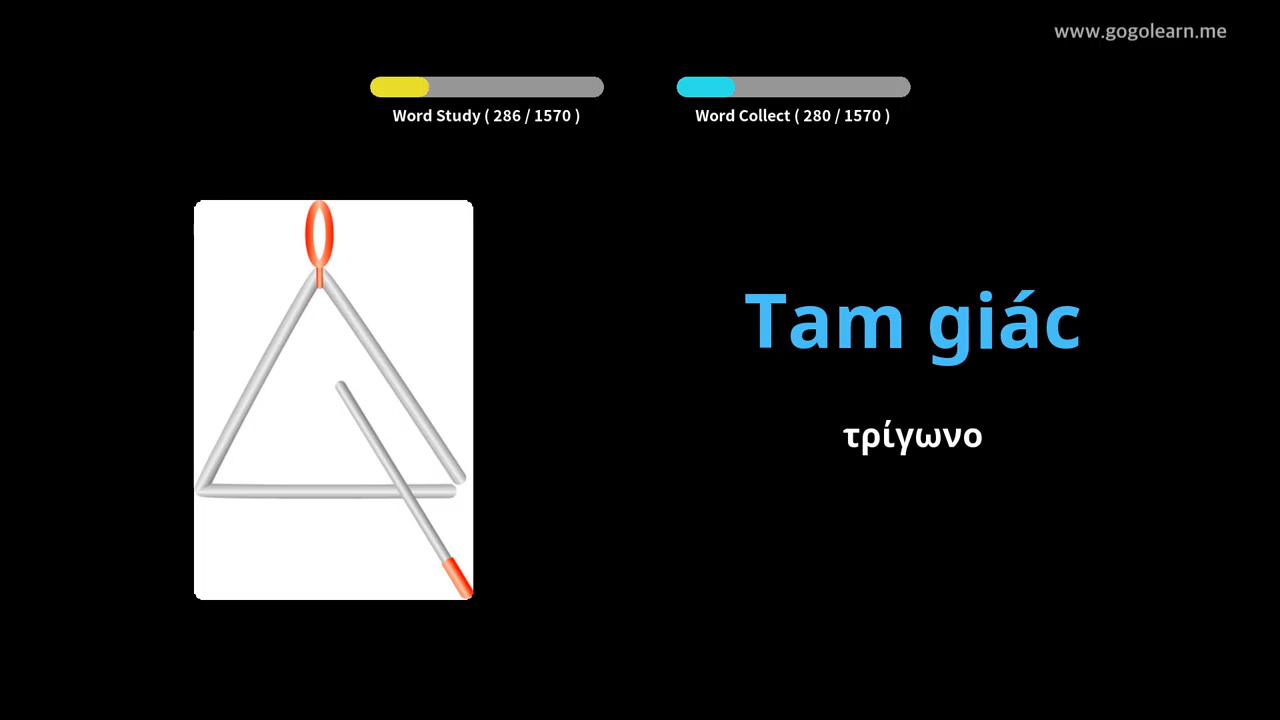 www.gogolearn.me
Word Study ( 286 / 1570 )
Word Collect ( 280 / 1570 )
Tam giác
τρίγωνο